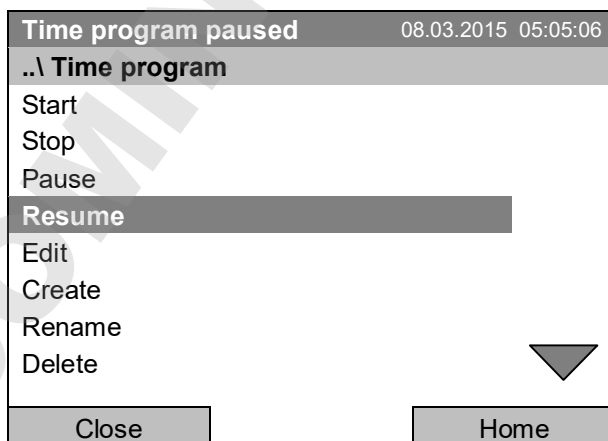 Time program paused 08.03.2015 05:05:06
..\ Time program
Start
Stop
Pause
Resume
Edit
Create
Rename
Delete
Close Home